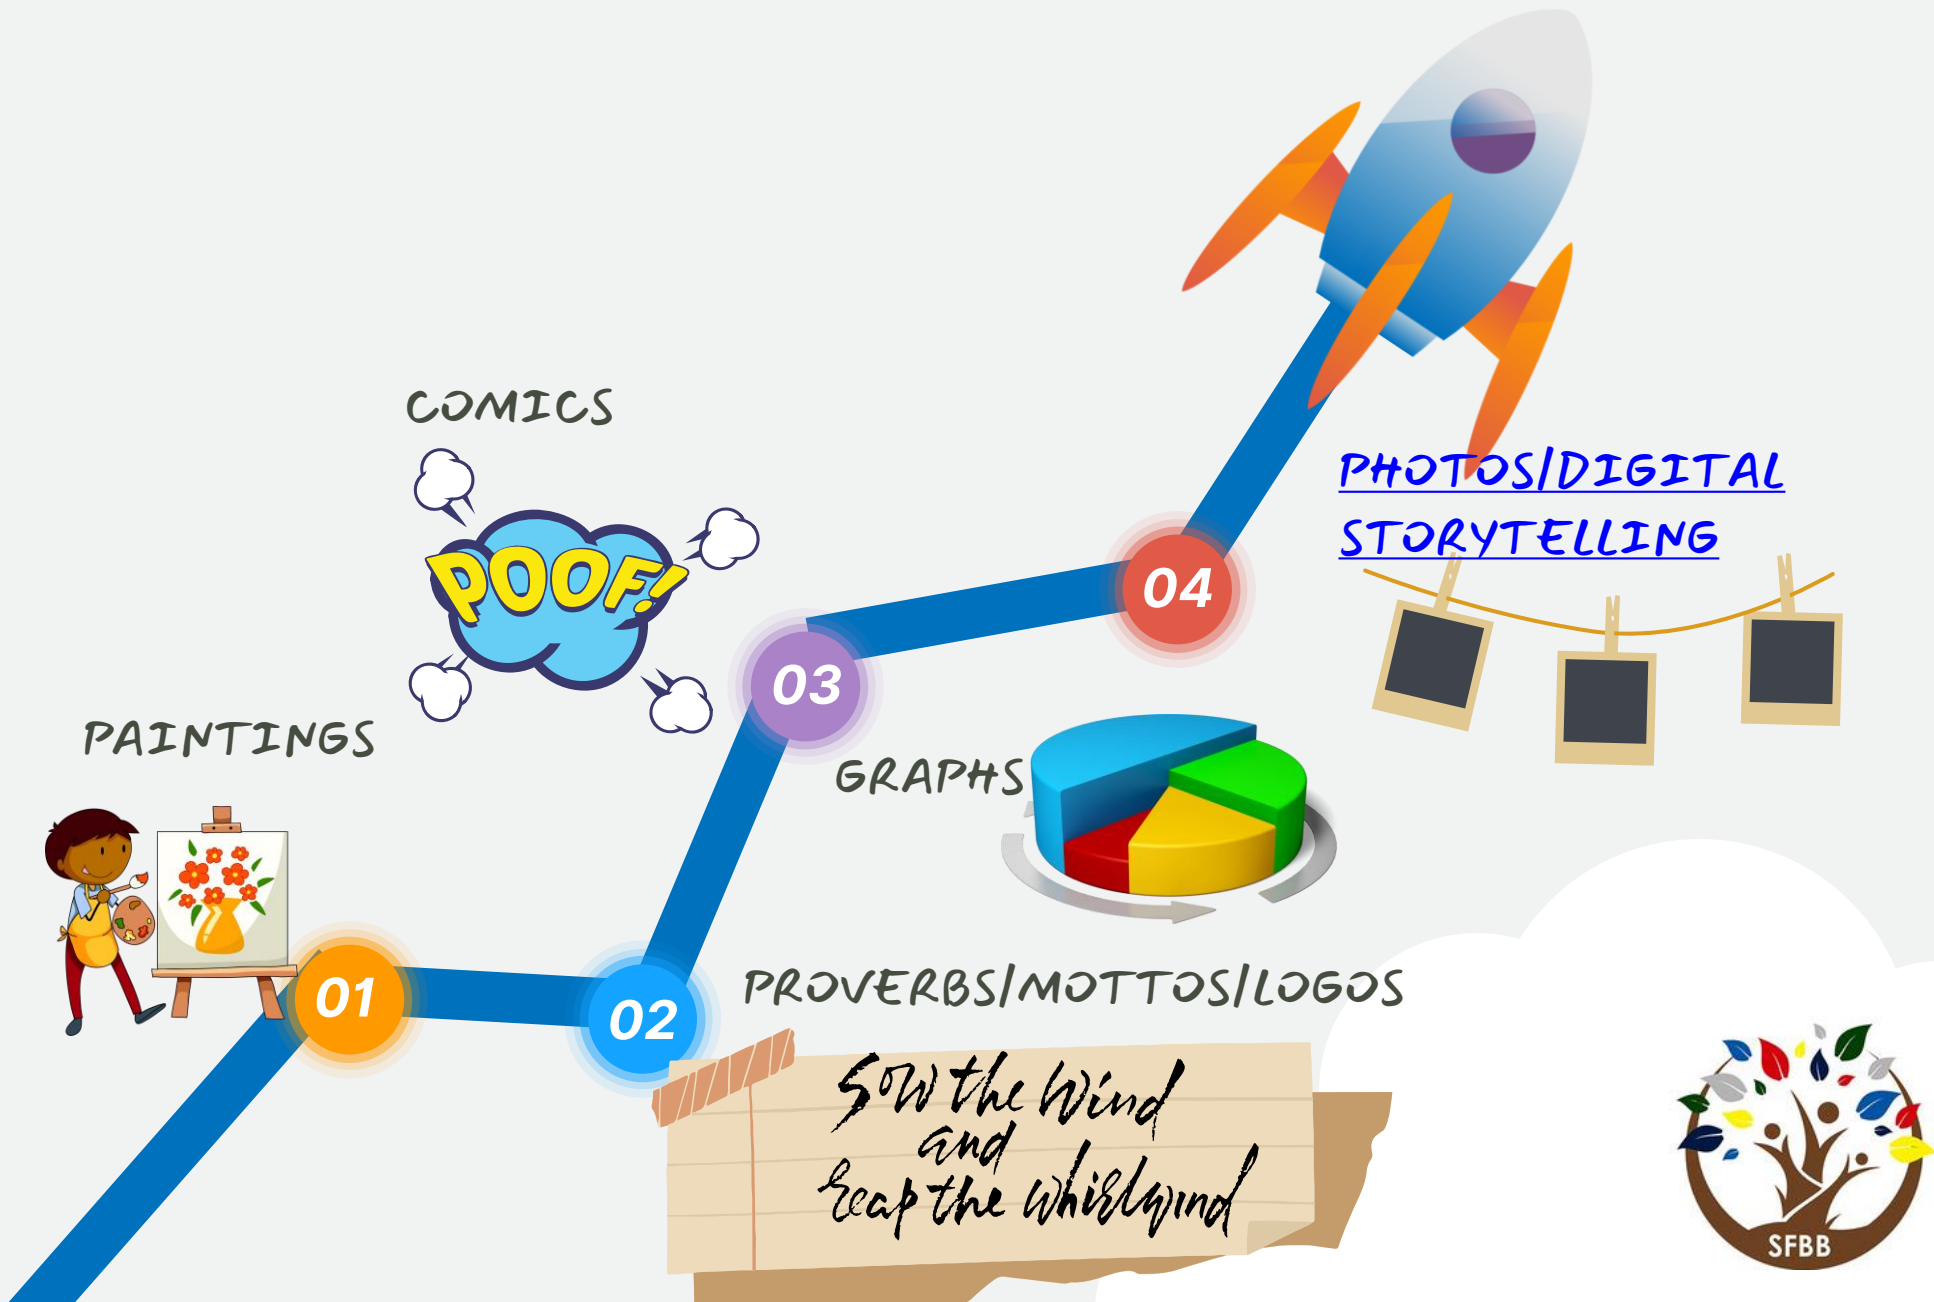 COMICS
POOF!
PHOTOS/DIGITAL
STORYTELLING
04
03
PAINTINGS
GRAPHS
01
02
PROVERBS/MOTTOS/LOGOS
Sow the Wind
and
reap the whirlwind
SFBB